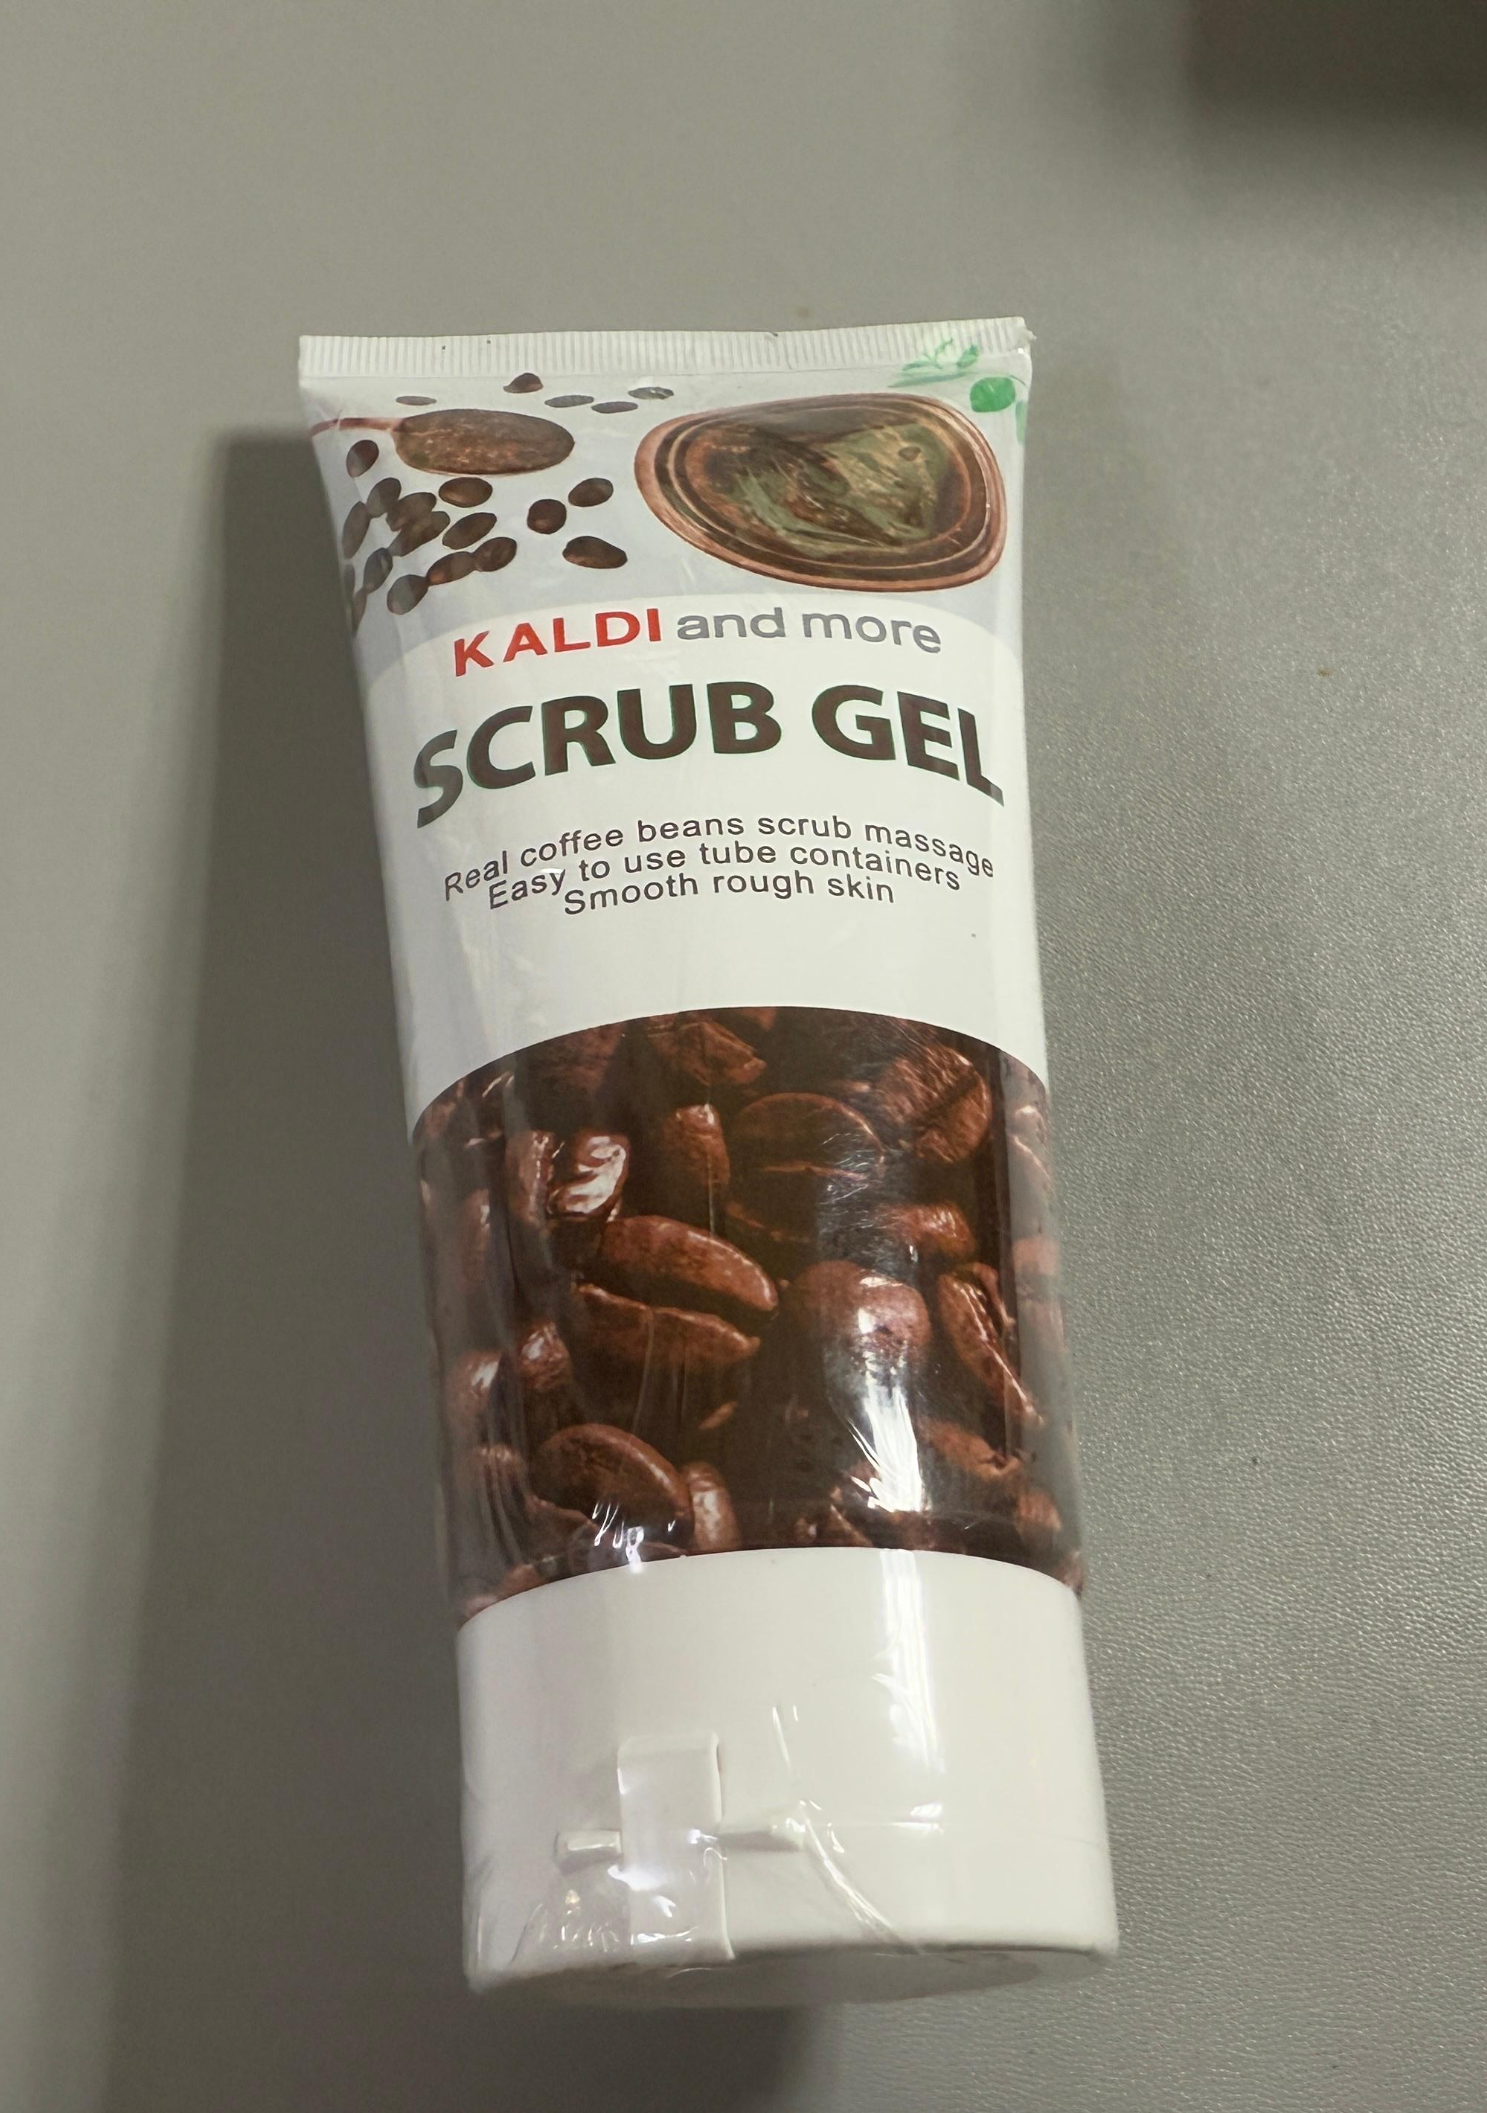 KALDI and more
SCRUB GEL
Real coffee beans scrub massage
Easy to use tube containers
Smooth rough skin